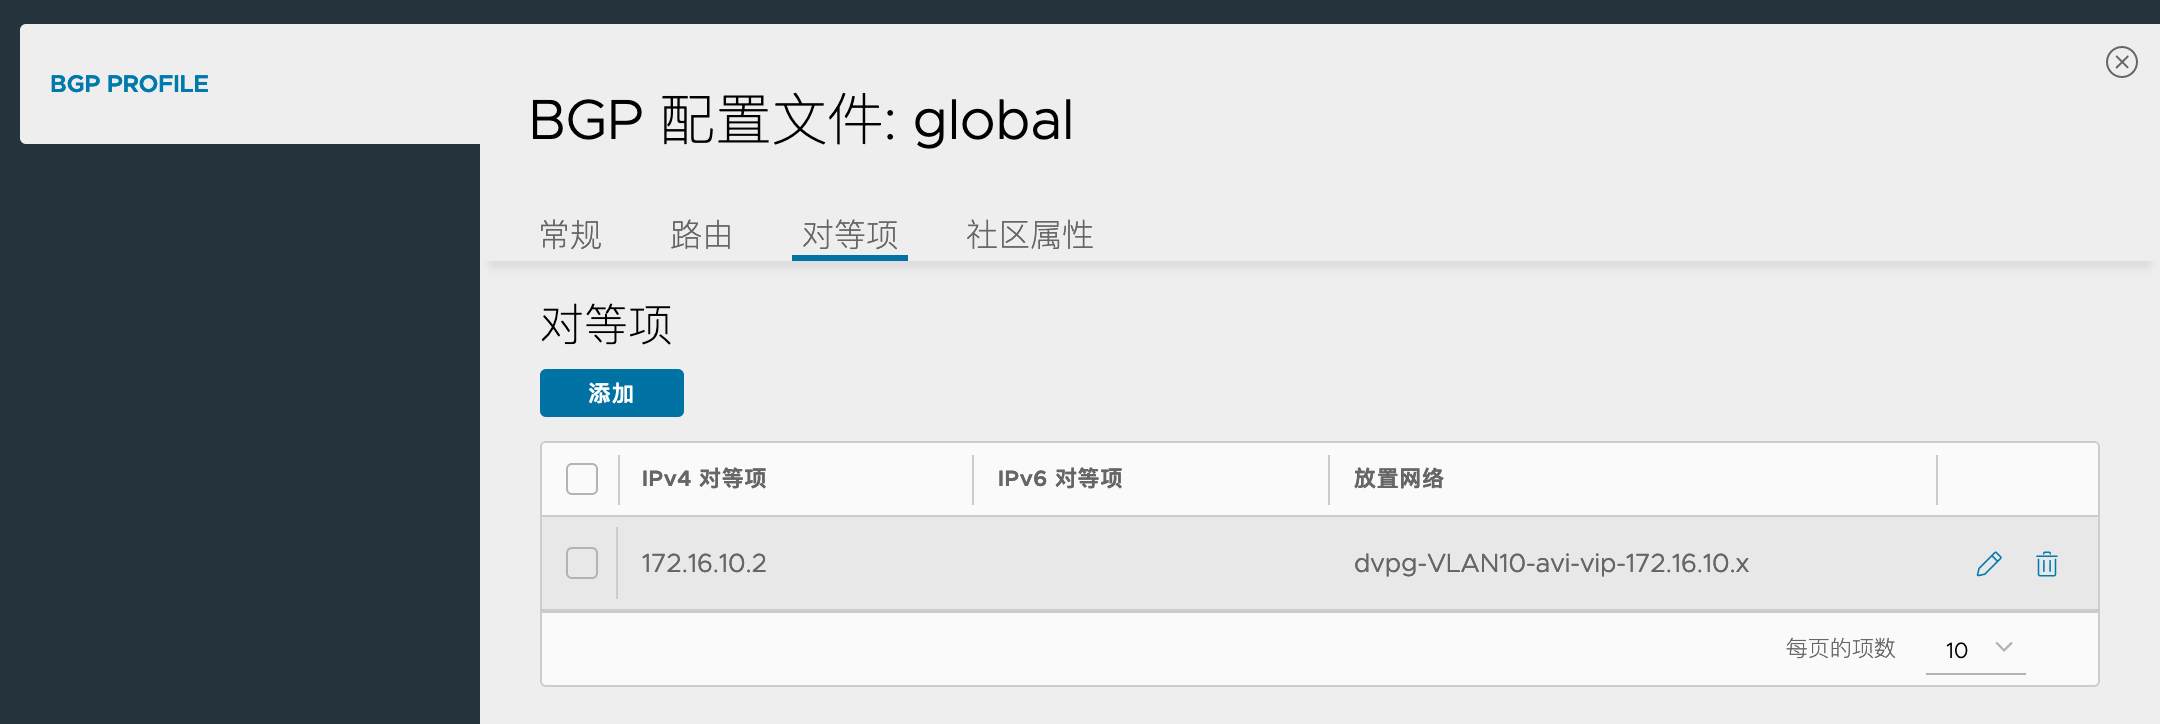 BGP PROFILE
BGP 配置文件: global
常规 路由 对等项 社区属性
对等项
添加
IPv4 对等项 IPv6 对等项 放置网络
172.16.10.2 dvpg-VLAN10-avi-vip-172.16.10.x
每页的项数 10